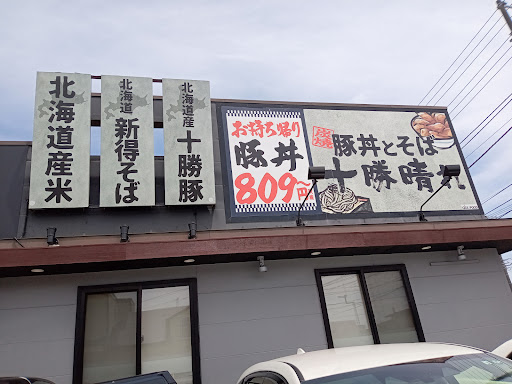 北海道産米
北海道
新得そば
北海道産
十勝豚
お持ち帰り
豚丼
809円〜
炭焼
豚丼とそば
十勝晴れ